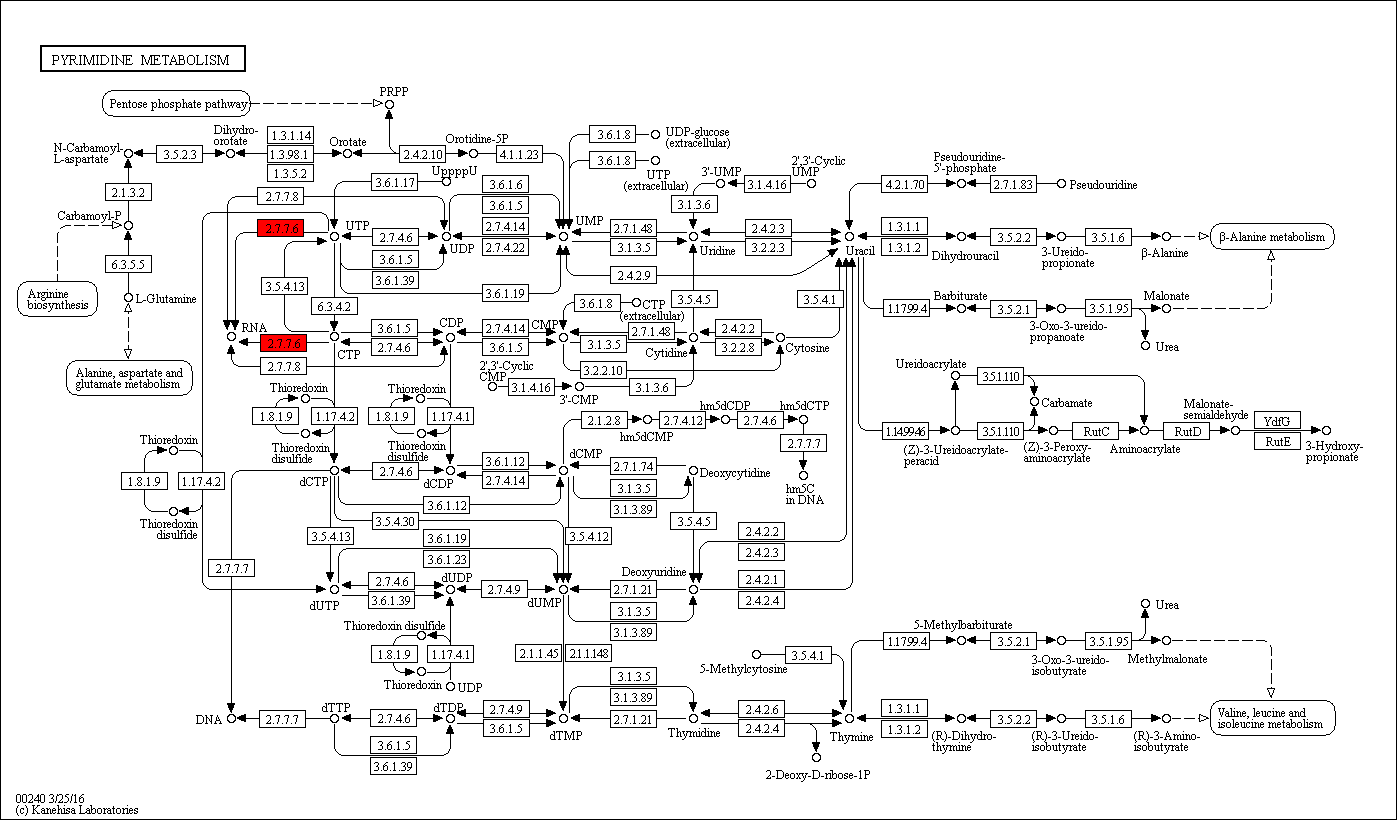 PYRIMIDINE METABOLISM
Pentose phosphate pathway
PRPP
N-Carbamoyl-
L-aspartate
3.5.2.3
Dihydro-
orotate
1.3.1.14
1.3.98.1
1.3.5.2
Orotate
2.4.2.10
Orotidine-5P
4.1.1.23
3.6.1.8
UDP-glucose
(extracellular)
3.6.1.8
UTP
(extracellular)
3'-UMP
3.1.4.16
2',3'-Cyclic
UMP
3.1.3.6
Pseudouridine-
5'-phosphate
4.2.1.70
2.7.1.83
Pseudouridine
2.1.3.2
Carbamoyl-P
6.3.5.5
L-Glutamine
Arginine
biosynthesis
Alanine, aspartate and
glutamate metabolism
UppppU
3.6.1.17
2.7.7.8
3.6.1.6
3.6.1.5
2.7.7.6
UTP
2.7.4.6
UDP
2.7.4.14
2.7.4.22
UMP
2.7.1.48
3.1.3.5
Uridine
2.4.2.3
3.2.2.3
Uracil
1.3.1.1
1.3.1.2
Dihydrouracil
3.5.2.2
3-Ureido-
propionate
3.5.1.6
β-Alanine
β-Alanine metabolism
3.6.1.5
3.6.1.39
3.6.1.19
2.4.2.9
3.5.4.13
6.3.4.2
3.5.4.5
3.5.4.1
3.6.1.8
CTP
(extracellular)
1.17.99.4
Barbiturate
3.5.2.1
3-Oxo-3-ureido-
propanoate
3.5.1.95
Malonate
Urea
RNA
2.7.7.6
CTP
3.6.1.5
2.7.4.6
CDP
2.7.4.14
3.6.1.5
CMP
2.7.1.48
3.1.3.5
Cytidine
2.4.2.2
3.2.2.8
Cytosine
2.7.7.8
3.2.2.10
2',3'-Cyclic
CMP
3.1.4.16
3'-CMP
3.1.3.6
Ureidoacrylate
3.5.1.110
Carbamate
1.14.99.46
(Z)-3-Ureidoacrylate-
peracid
3.5.1.110
(Z)-3-Peroxy-
aminoacrylate
RutC
Aminoacrylate
RutD
Malonate-
semialdehyde
YdfG
RutE
3-Hydroxy-
propionate
Thioredoxin
1.8.1.9
1.17.4.2
Thioredoxin
disulfide
Thioredoxin
1.8.1.9
1.17.4.1
Thioredoxin
disulfide
2.1.2.8
hm5dCMP
2.7.4.12
hm5dCDP
2.7.4.6
hm5dCTP
2.7.7.7
hm5C
in DNA
Thioredoxin
1.8.1.9
1.17.4.2
Thioredoxin
disulfide
dCTP
2.7.4.6
dCDP
3.6.1.12
2.7.4.14
dCMP
2.7.1.74
3.1.3.5
3.1.3.89
Deoxycytidine
3.6.1.12
3.5.4.30
3.5.4.13
3.5.4.12
3.5.4.5
3.6.1.19
3.6.1.23
2.4.2.2
2.4.2.3
2.7.7.7
dUTP
2.7.4.6
3.6.1.39
dUDP
2.7.4.9
dUMP
2.7.1.21
3.1.3.5
3.1.3.89
Deoxyuridine
2.4.2.1
2.4.2.4
Thioredoxin disulfide
1.8.1.9
1.17.4.1
Thioredoxin
UDP
2.1.1.45
2.1.1.148
5-Methylcytosine
3.5.4.1
1.17.99.4
5-Methylbarbiturate
3.5.2.1
3-Oxo-3-ureido-
isobutyrate
3.5.1.95
Urea
Methylmalonate
DNA
2.7.7.7
dTTP
2.7.4.6
dTDP
2.7.4.9
3.6.1.5
dTMP
3.1.3.5
3.1.3.89
2.7.1.21
Thymidine
2.4.2.6
2.4.2.4
Thymine
1.3.1.1
1.3.1.2
(R)-Dihydro-
thymine
3.5.2.2
(R)-3-Ureido-
isobutyrate
3.5.1.6
(R)-3-Amino-
isobutyrate
Valine, leucine and
isoleucine metabolism
3.6.1.5
3.6.1.39
2-Deoxy-D-ribose-1P
00240 3/25/16
(c) Kanehisa Laboratories